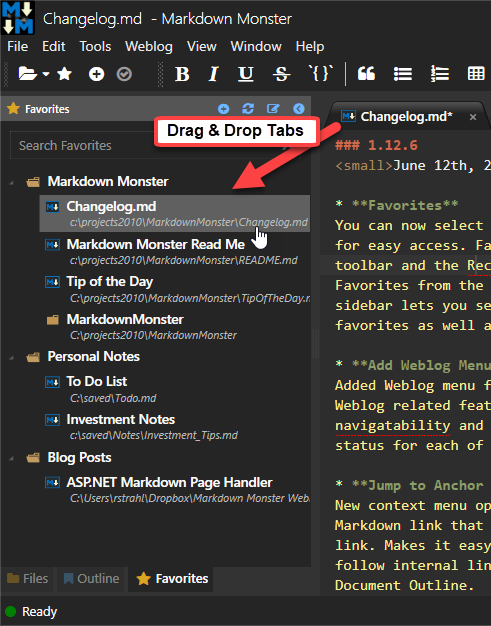 Changelog.md - Markdown Monster
File Edit Tools Weblog View Window Help
B I U S `{}`
Favorites
Drag & Drop Tabs
Changelog.md* ×
Search Favorites
Markdown Monster
Changelog.md
c:\projects2010\MarkdownMonster\Changelog.md
Markdown Monster Read Me
c:\projects2010\MarkdownMonster\README.md
Tip of the Day
C:\projects2010\MarkdownMonster\TipOfTheDay.m
MarkdownMonster
C:\projects2010\MarkdownMonster
Personal Notes
To Do List
C:\saved\Todo.md
Investment Notes
c:\saved\Notes\Investment_Tips.md
Blog Posts
ASP.NET Markdown Page Handler
C:\Users\rstrahl\Dropbox\Markdown Monster Web
### 1.12.6
<small>June 12th, 2
* **Favorites**
You can now select
for easy access. Fa
toolbar and the Rec
Favorites from the
sidebar lets you se
favorites as well a
* **Add Weblog Menu
Added Weblog menu f
Weblog related feat
navigatability and
status for each of
* **Jump to Anchor
New context menu op
Markdown link that
link. Makes it easy
follow internal lin
Document Outline.
Files Outline Favorites
Ready